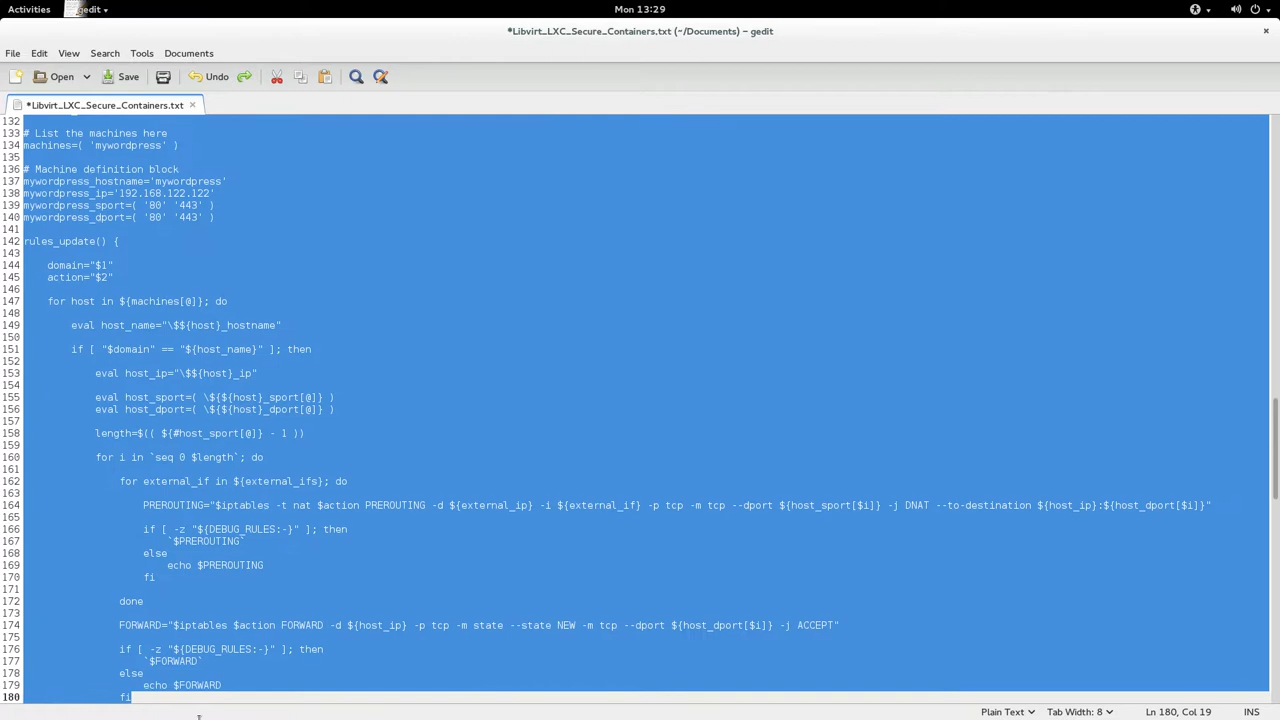 Activities gedit Mon 13:29
*Libvirt_LXC_Secure_Containers.txt (~/Documents) – gedit
File Edit View Search Tools Documents
Open Save Undo
*Libvirt_LXC_Secure_Containers.txt
132
133 # List the machines here
134 machines=( 'mywordpress' )
135
136 # Machine definition block
137 mywordpress_hostname='mywordpress'
138 mywordpress_ip='192.168.122.122'
139 mywordpress_sport=( '80' '443' )
140 mywordpress_dport=( '80' '443' )
141
142 rules_update() {
143
144 domain="$1"
145 action="$2"
146
147 for host in ${machines[@]}; do
148
149 eval host_name="\$${host}_hostname"
150
151 if [ "$domain" == "${host_name}" ]; then
152
153 eval host_ip="\$${host}_ip"
154
155 eval host_sport=( \${${host}_sport[@]} )
156 eval host_dport=( \${${host}_dport[@]} )
157
158 length=$(( ${#host_sport[@]} - 1 ))
159
160 for i in `seq 0 $length`; do
161
162 for external_if in ${external_ifs}; do
163
164 PREROUTING="$iptables -t nat $action PREROUTING -d ${external_ip} -i ${external_if} -p tcp -m tcp --dport ${host_sport[$i]} -j DNAT --to-destination ${host_ip}:${host_dport[$i]}"
165
166 if [ -z "${DEBUG_RULES:-}" ]; then
167 `$PREROUTING`
168 else
169 echo $PREROUTING
170 fi
171
172 done
173
174 FORWARD="$iptables $action FORWARD -d ${host_ip} -p tcp -m state --state NEW -m tcp --dport ${host_dport[$i]} -j ACCEPT"
175
176 if [ -z "${DEBUG_RULES:-}" ]; then
177 `$FORWARD`
178 else
179 echo $FORWARD
180 fi
Plain Text Tab Width: 8 Ln 180, Col 19 INS